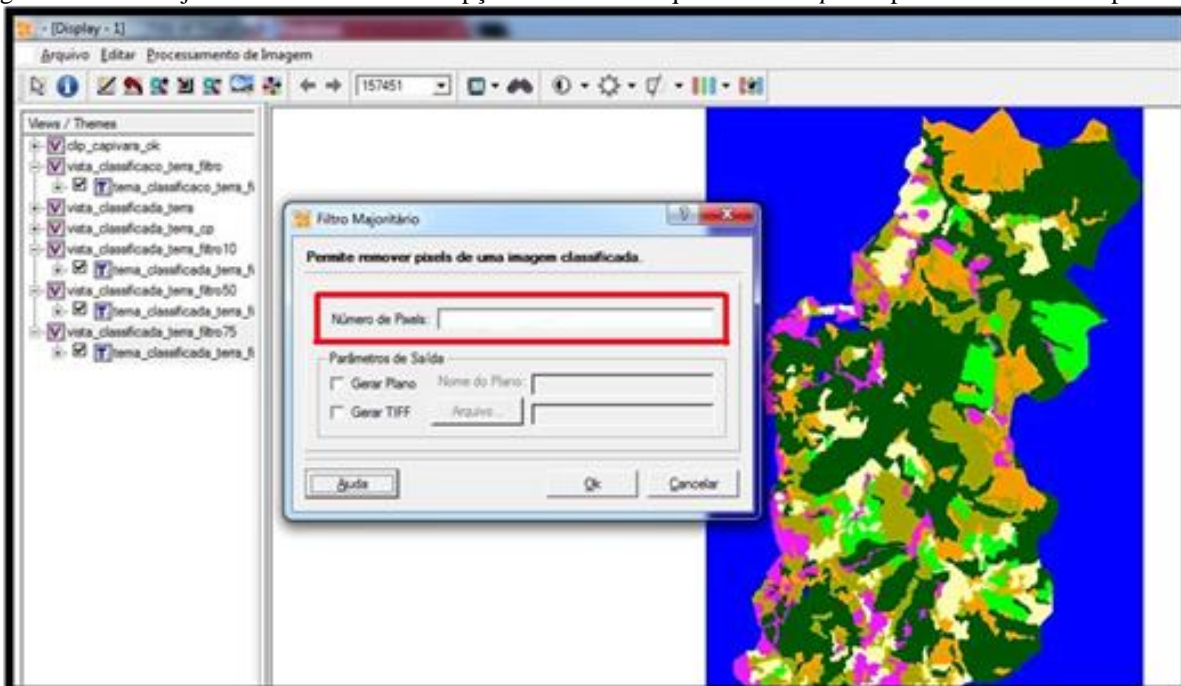 - [Display - 1]
Arquivo Editar Processamento de Imagem
157451
Views / Themes
clip_capivara_ok
vista_classificaco_terra_filtro
tema_classificaco_terra_fi
vista_classificada_terra
vista_classificada_terra_cp
vista_classificada_terra_filtro10
tema_classificada_terra_fi
vista_classificada_terra_filtro50
tema_classificada_terra_fi
vista_classificada_terra_filtro75
tema_classificada_terra_fi
Filtro Majoritário
Permite remover pixels de uma imagem classificada.
Número de Pixels:
Parâmetros de Saída
Gerar Plano Nome do Plano:
Gerar TIFF Arquivo...
Ajuda Ok Cancelar